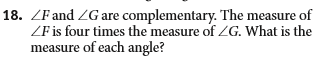 18. ∠F and ∠G are complementary. The measure of
∠F is four times the measure of ∠G. What is the
measure of each angle?